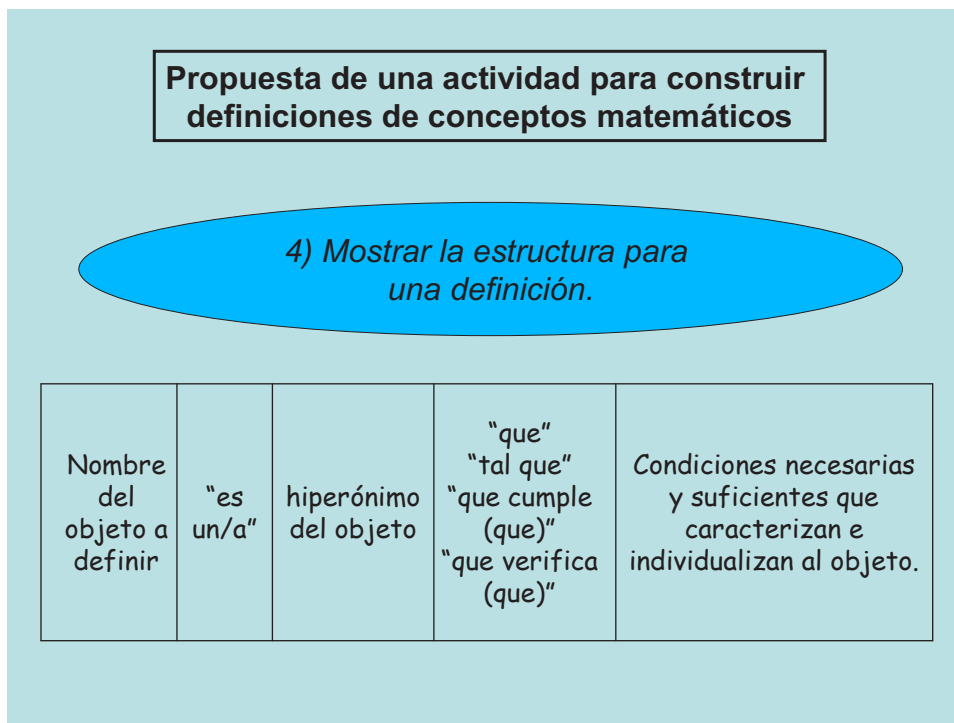 Propuesta de una actividad para construir
definiciones de conceptos matemáticos
4) Mostrar la estructura para
una definición.
Nombre
del
objeto a
definir
“es
un/a”
hiperónimo
del objeto
“que”
“tal que”
“que cumple
(que)”
“que verifica
(que)”
Condiciones necesarias
y suficientes que
caracterizan e
individualizan al objeto.